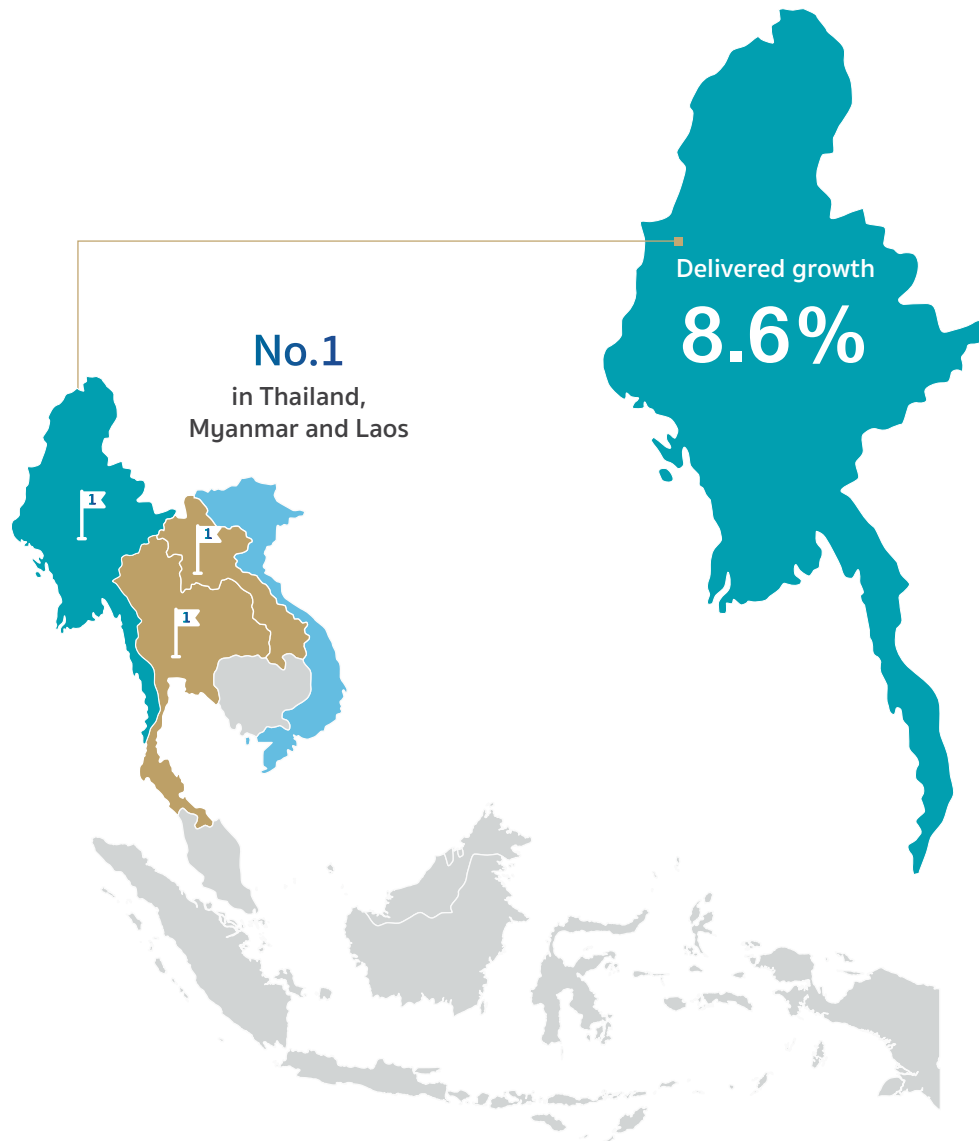 Delivered growth
8.6%
No.1
in Thailand,
Myanmar and Laos
1
1
1